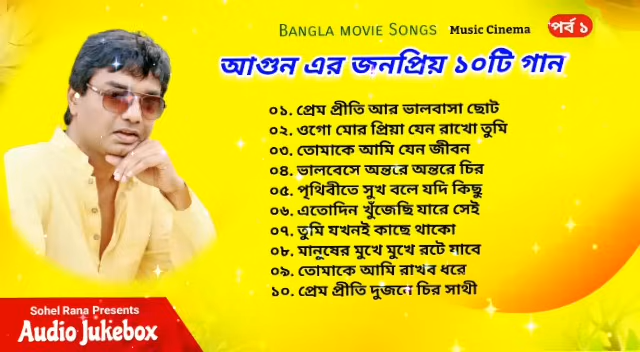 Bangla movie Songs Music Cinema পর্ব ১
আগুন এর জনপ্রিয় ১০টি গান
০১. প্রেম প্রীতি আর ভালবাসা ছোট
০২. ওগো মোর প্রিয়া যেন রাখো তুমি
০৩. তোমাকে আমি যেন জীবন
০৪. ভালবেসে অন্তরে অন্তরে চির
০৫. পৃথিবীতে সুখ বলে যদি কিছু
০৬. এতোদিন খুঁজেছি যারে সেই
০৭. তুমি যখনই কাছে থাকো
০৮. মানুষের মুখে মুখে রটে যাবে
০৯. তোমাকে আমি রাখব ধরে
১০. প্রেম প্রীতি দুজনে চির সাথী
Sohel Rana Presents
Audio Jukebox